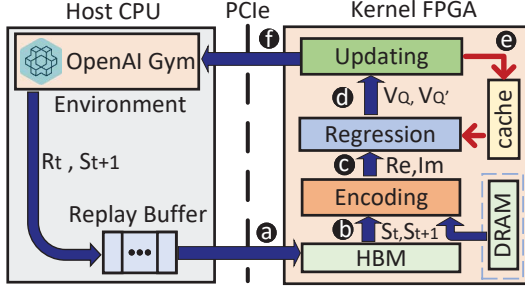 Host CPU
PCIe
Kernel FPGA
OpenAI Gym
Environment
Rt , St+1
Replay Buffer
a
f
Updating
e
d
VQ, VQ'
cache
Regression
c
Re,Im
Encoding
b
St,St+1
HBM
DRAM